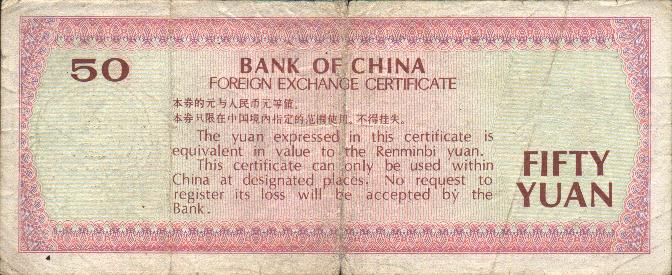 50
BANK OF CHINA
FOREIGN EXCHANGE CERTIFICATE
本券的元与人民币元等值。
本券只限在中国境内指定的范围使用，不得挂失。
The yuan expressed in this certificate is
equivalent in value to the Renminbi yuan.
This certificate can only be used within
China at designated places. No request to
register its loss will be accepted by the
Bank.
FIFTY
YUAN